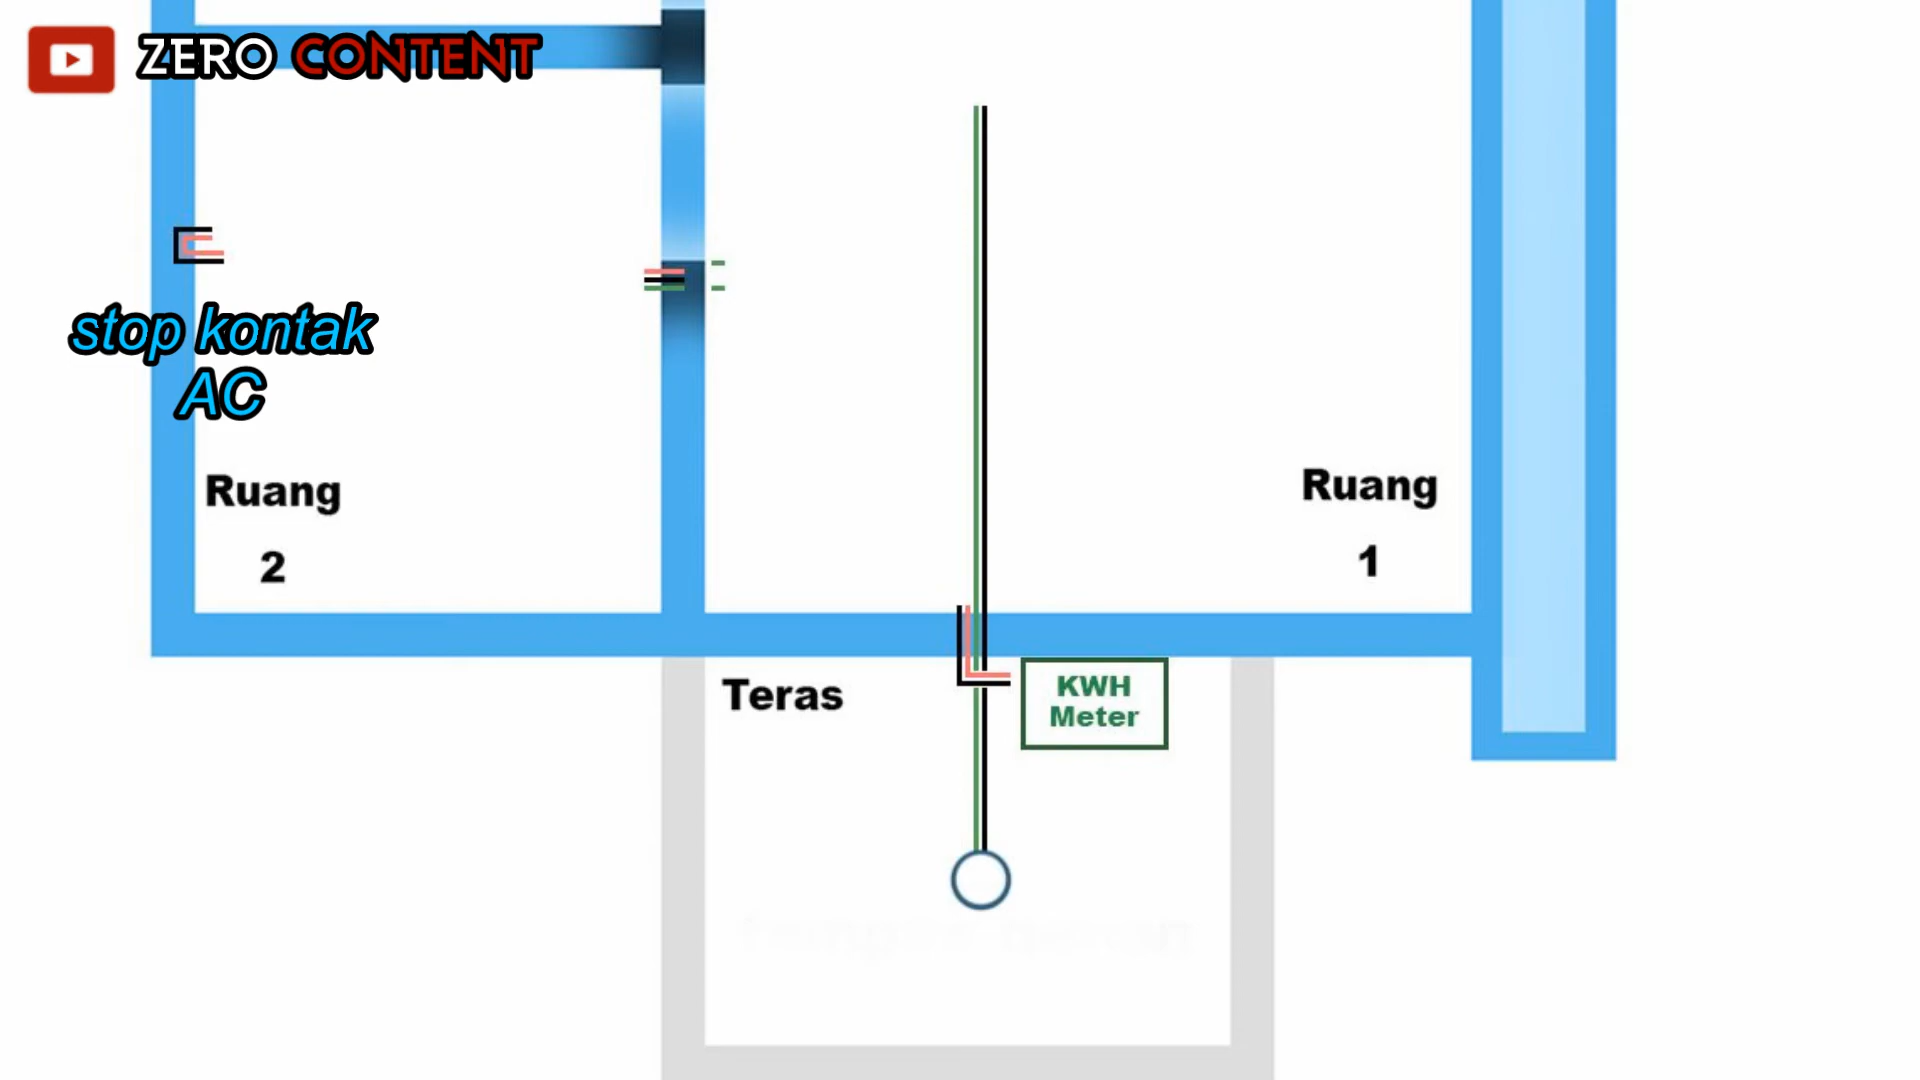 ZERO CONTENT
stop kontak
AC
Ruang
2
Ruang
1
Teras
KWH
Meter